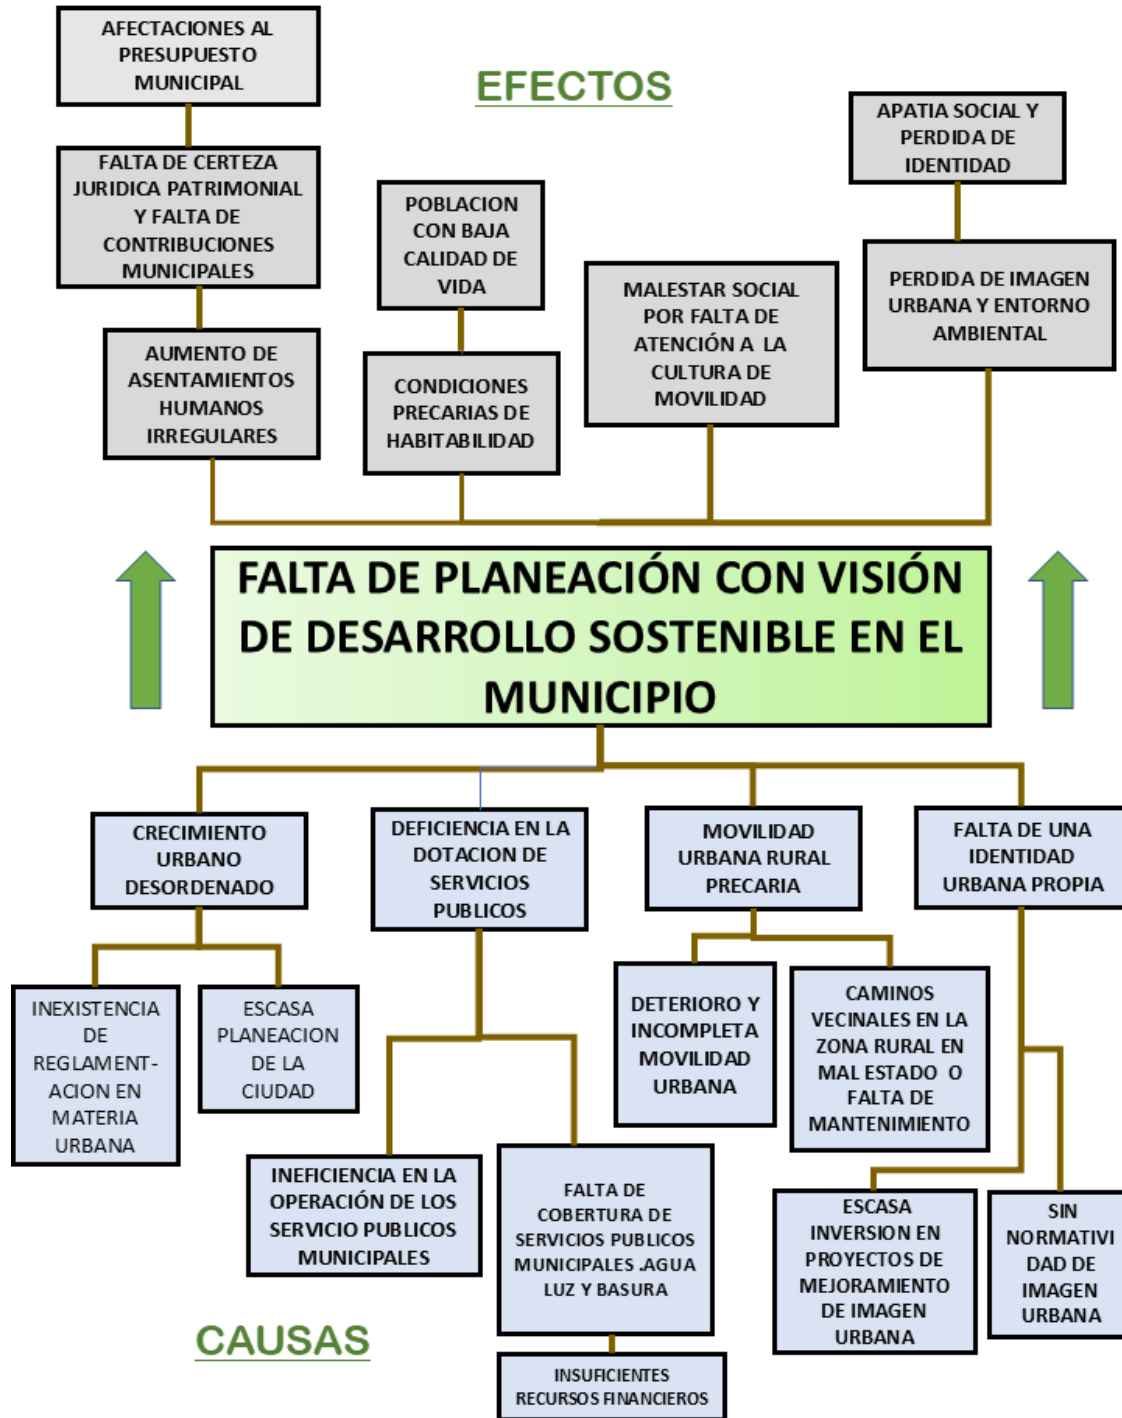 AFECTACIONES AL
PRESUPUESTO
MUNICIPAL
EFECTOS
APATIA SOCIAL Y
PERDIDA DE
IDENTIDAD
FALTA DE CERTEZA
JURIDICA PATRIMONIAL
Y FALTA DE
CONTRIBUCIONES
MUNICIPALES
POBLACION
CON BAJA
CALIDAD DE
VIDA
MALESTAR SOCIAL
POR FALTA DE
ATENCIÓN A LA
CULTURA DE
MOVILIDAD
PERDIDA DE IMAGEN
URBANA Y ENTORNO
AMBIENTAL
AUMENTO DE
ASENTAMIENTOS
HUMANOS
IRREGULARES
CONDICIONES
PRECARIAS DE
HABITABILIDAD
FALTA DE PLANEACIÓN CON VISIÓN
DE DESARROLLO SOSTENIBLE EN EL
MUNICIPIO
CRECIMIENTO
URBANO
DESORDENADO
DEFICIENCIA EN LA
DOTACION DE
SERVICIOS
PUBLICOS
MOVILIDAD
URBANA RURAL
PRECARIA
FALTA DE UNA
IDENTIDAD
URBANA PROPIA
INEXISTENCIA
DE
REGLAMENT-
ACION EN
MATERIA
URBANA
ESCASA
PLANEACION
DE LA
CIUDAD
DETERIORO Y
INCOMPLETA
MOVILIDAD
URBANA
CAMINOS
VECINALES EN LA
ZONA RURAL EN
MAL ESTADO O
FALTA DE
MANTENIMIENTO
INEFICIENCIA EN LA
OPERACIÓN DE LOS
SERVICIO PUBLICOS
MUNICIPALES
FALTA DE
COBERTURA DE
SERVICIOS PUBLICOS
MUNICIPALES .AGUA
LUZ Y BASURA
ESCASA
INVERSION EN
PROYECTOS DE
MEJORAMIENTO
DE IMAGEN
URBANA
SIN
NORMATIVI
DAD DE
IMAGEN
URBANA
CAUSAS
INSUFICIENTES
RECURSOS FINANCIEROS